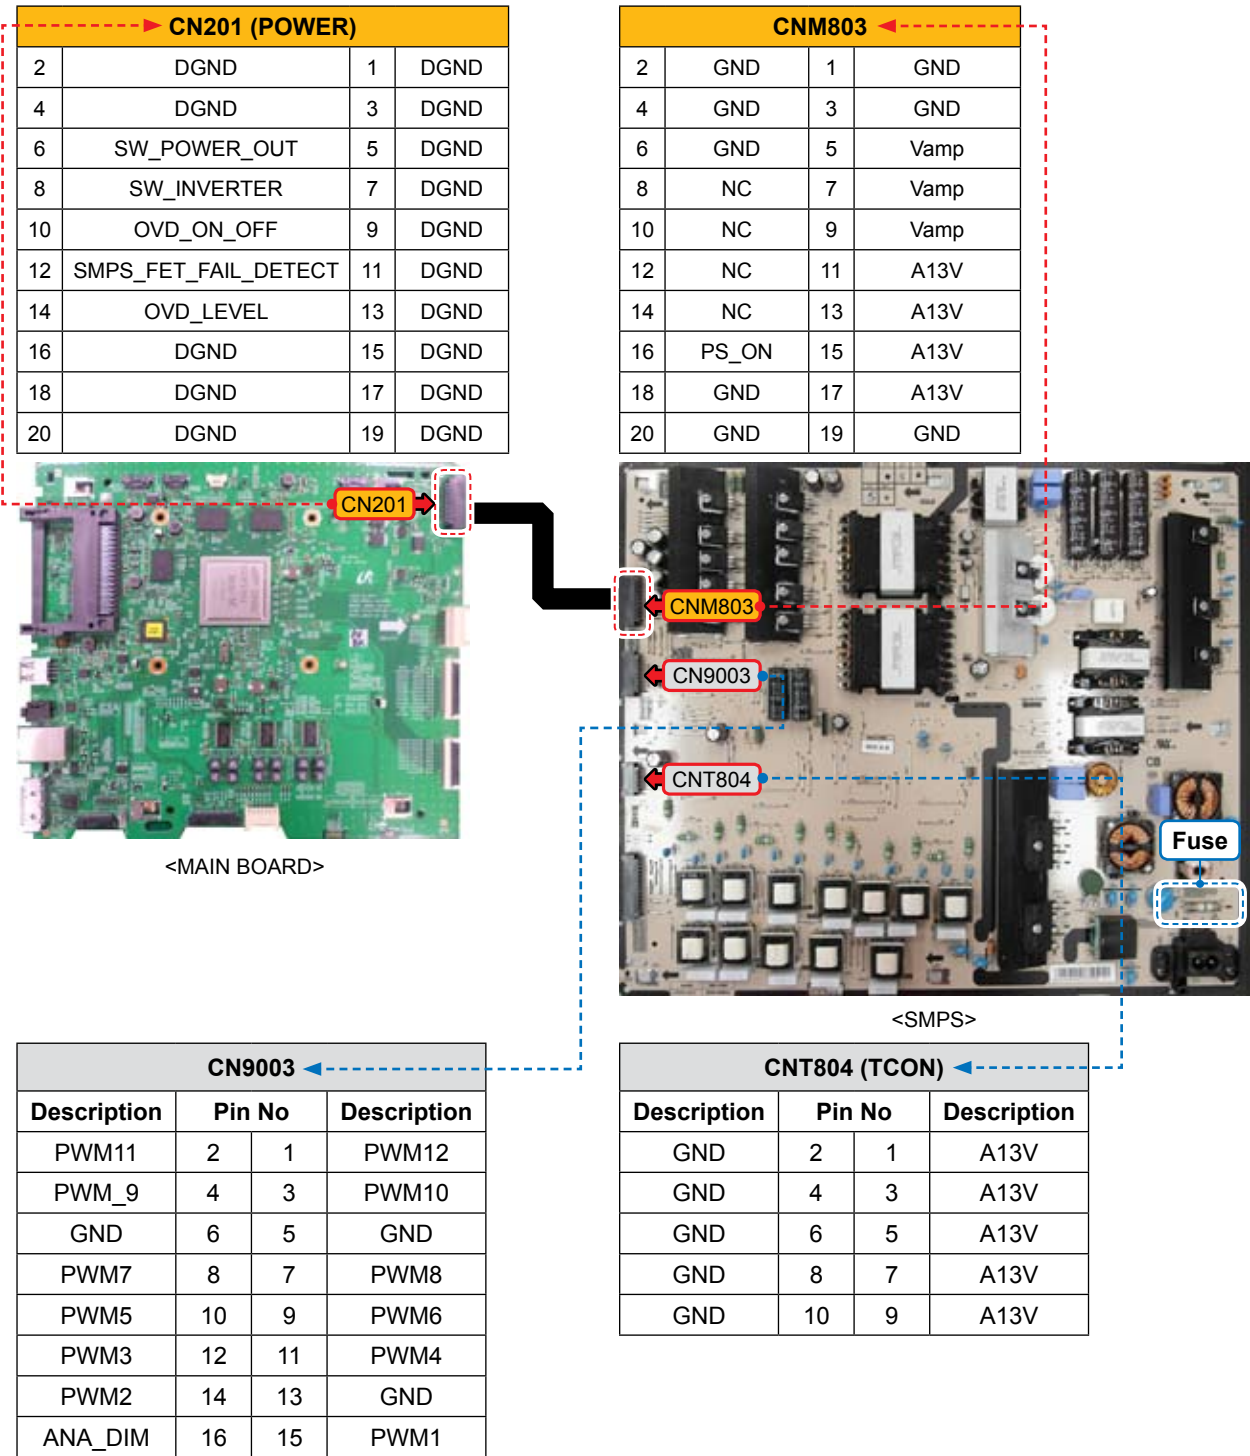 CN201 (POWER)
2 DGND 1 DGND
4 DGND 3 DGND
6 SW_POWER_OUT 5 DGND
8 SW_INVERTER 7 DGND
10 OVD_ON_OFF 9 DGND
12 SMPS_FET_FAIL_DETECT 11 DGND
14 OVD_LEVEL 13 DGND
16 DGND 15 DGND
18 DGND 17 DGND
20 DGND 19 DGND
CNM803
2 GND 1 GND
4 GND 3 GND
6 GND 5 Vamp
8 NC 7 Vamp
10 NC 9 Vamp
12 NC 11 A13V
14 NC 13 A13V
16 PS_ON 15 A13V
18 GND 17 A13V
20 GND 19 GND
CN201
<MAIN BOARD>
CNM803
CN9003
CNT804
Fuse
<SMPS>
CN9003
Description Pin No Description
PWM11 2 1 PWM12
PWM_9 4 3 PWM10
GND 6 5 GND
PWM7 8 7 PWM8
PWM5 10 9 PWM6
PWM3 12 11 PWM4
PWM2 14 13 GND
ANA_DIM 16 15 PWM1
CNT804 (TCON)
Description Pin No Description
GND 2 1 A13V
GND 4 3 A13V
GND 6 5 A13V
GND 8 7 A13V
GND 10 9 A13V